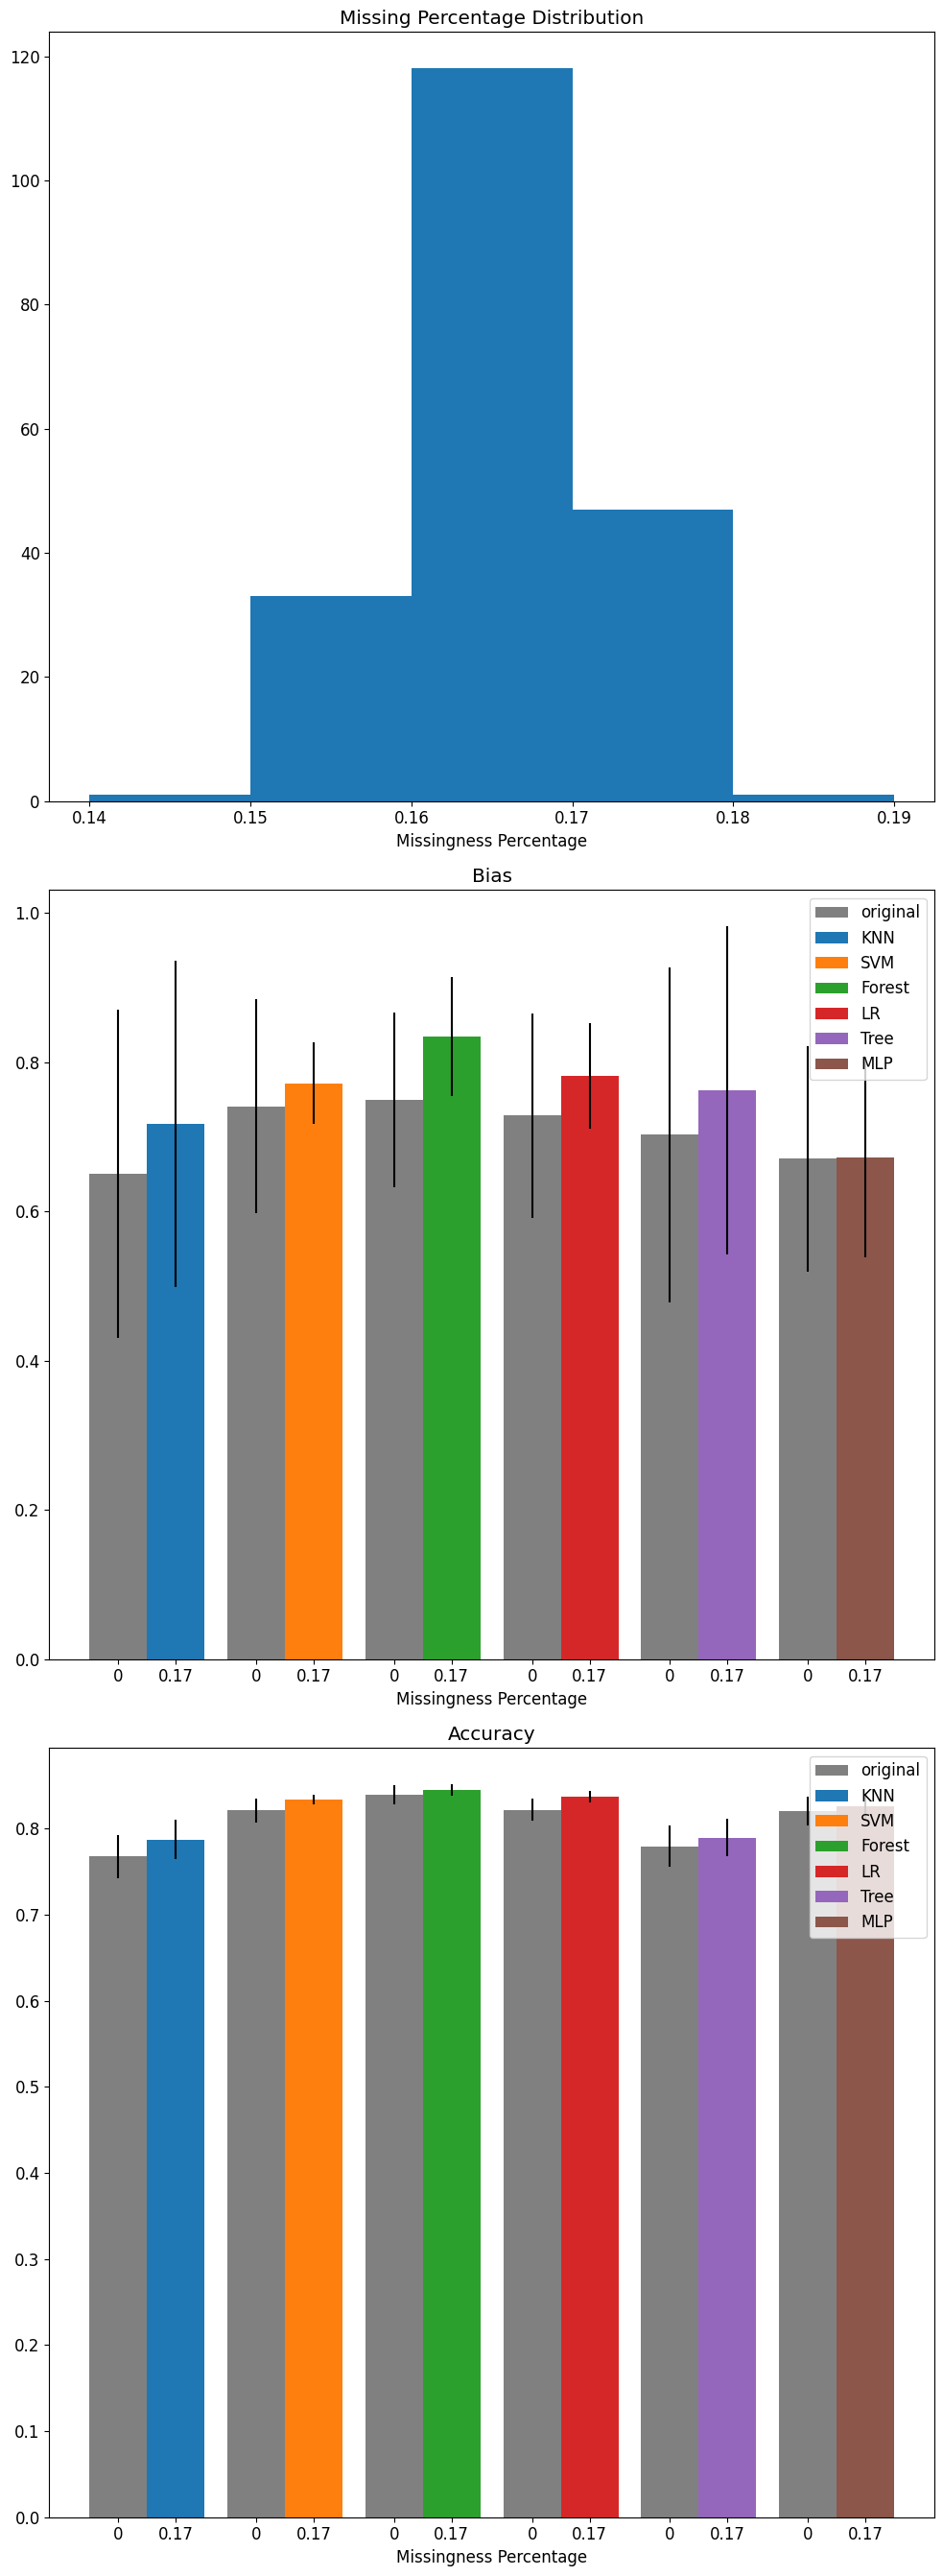 Missing Percentage Distribution
120
100
80
60
40
20
0
0.14 0.15 0.16 0.17 0.18 0.19
Missingness Percentage
Bias
1.0
0.8
0.6
0.4
0.2
0.0
original
KNN
SVM
Forest
LR
Tree
MLP
0 0.17 0 0.17 0 0.17 0 0.17 0 0.17 0 0.17
Missingness Percentage
Accuracy
0.8
0.7
0.6
0.5
0.4
0.3
0.2
0.1
0.0
original
KNN
SVM
Forest
LR
Tree
MLP
0 0.17 0 0.17 0 0.17 0 0.17 0 0.17 0 0.17
Missingness Percentage